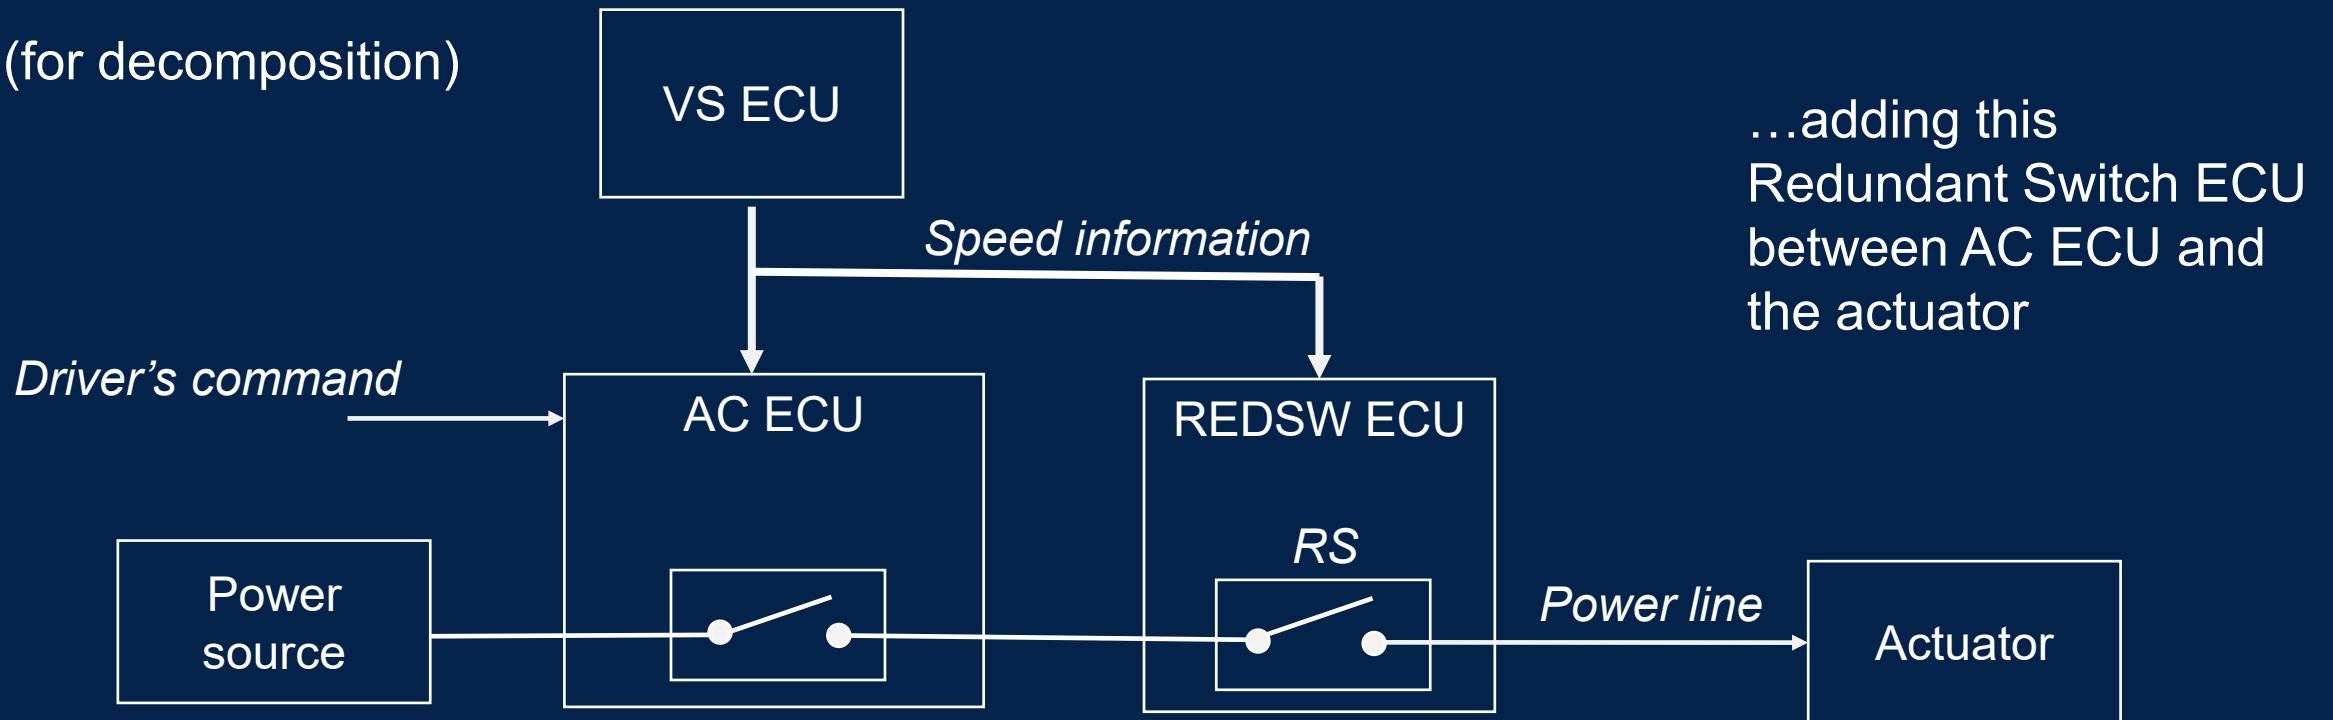 (for decomposition)
VS ECU
…adding this
Redundant Switch ECU
between AC ECU and
the actuator
Speed information
Driver’s command
AC ECU
REDSW ECU
RS
Power
source
Power line
Actuator